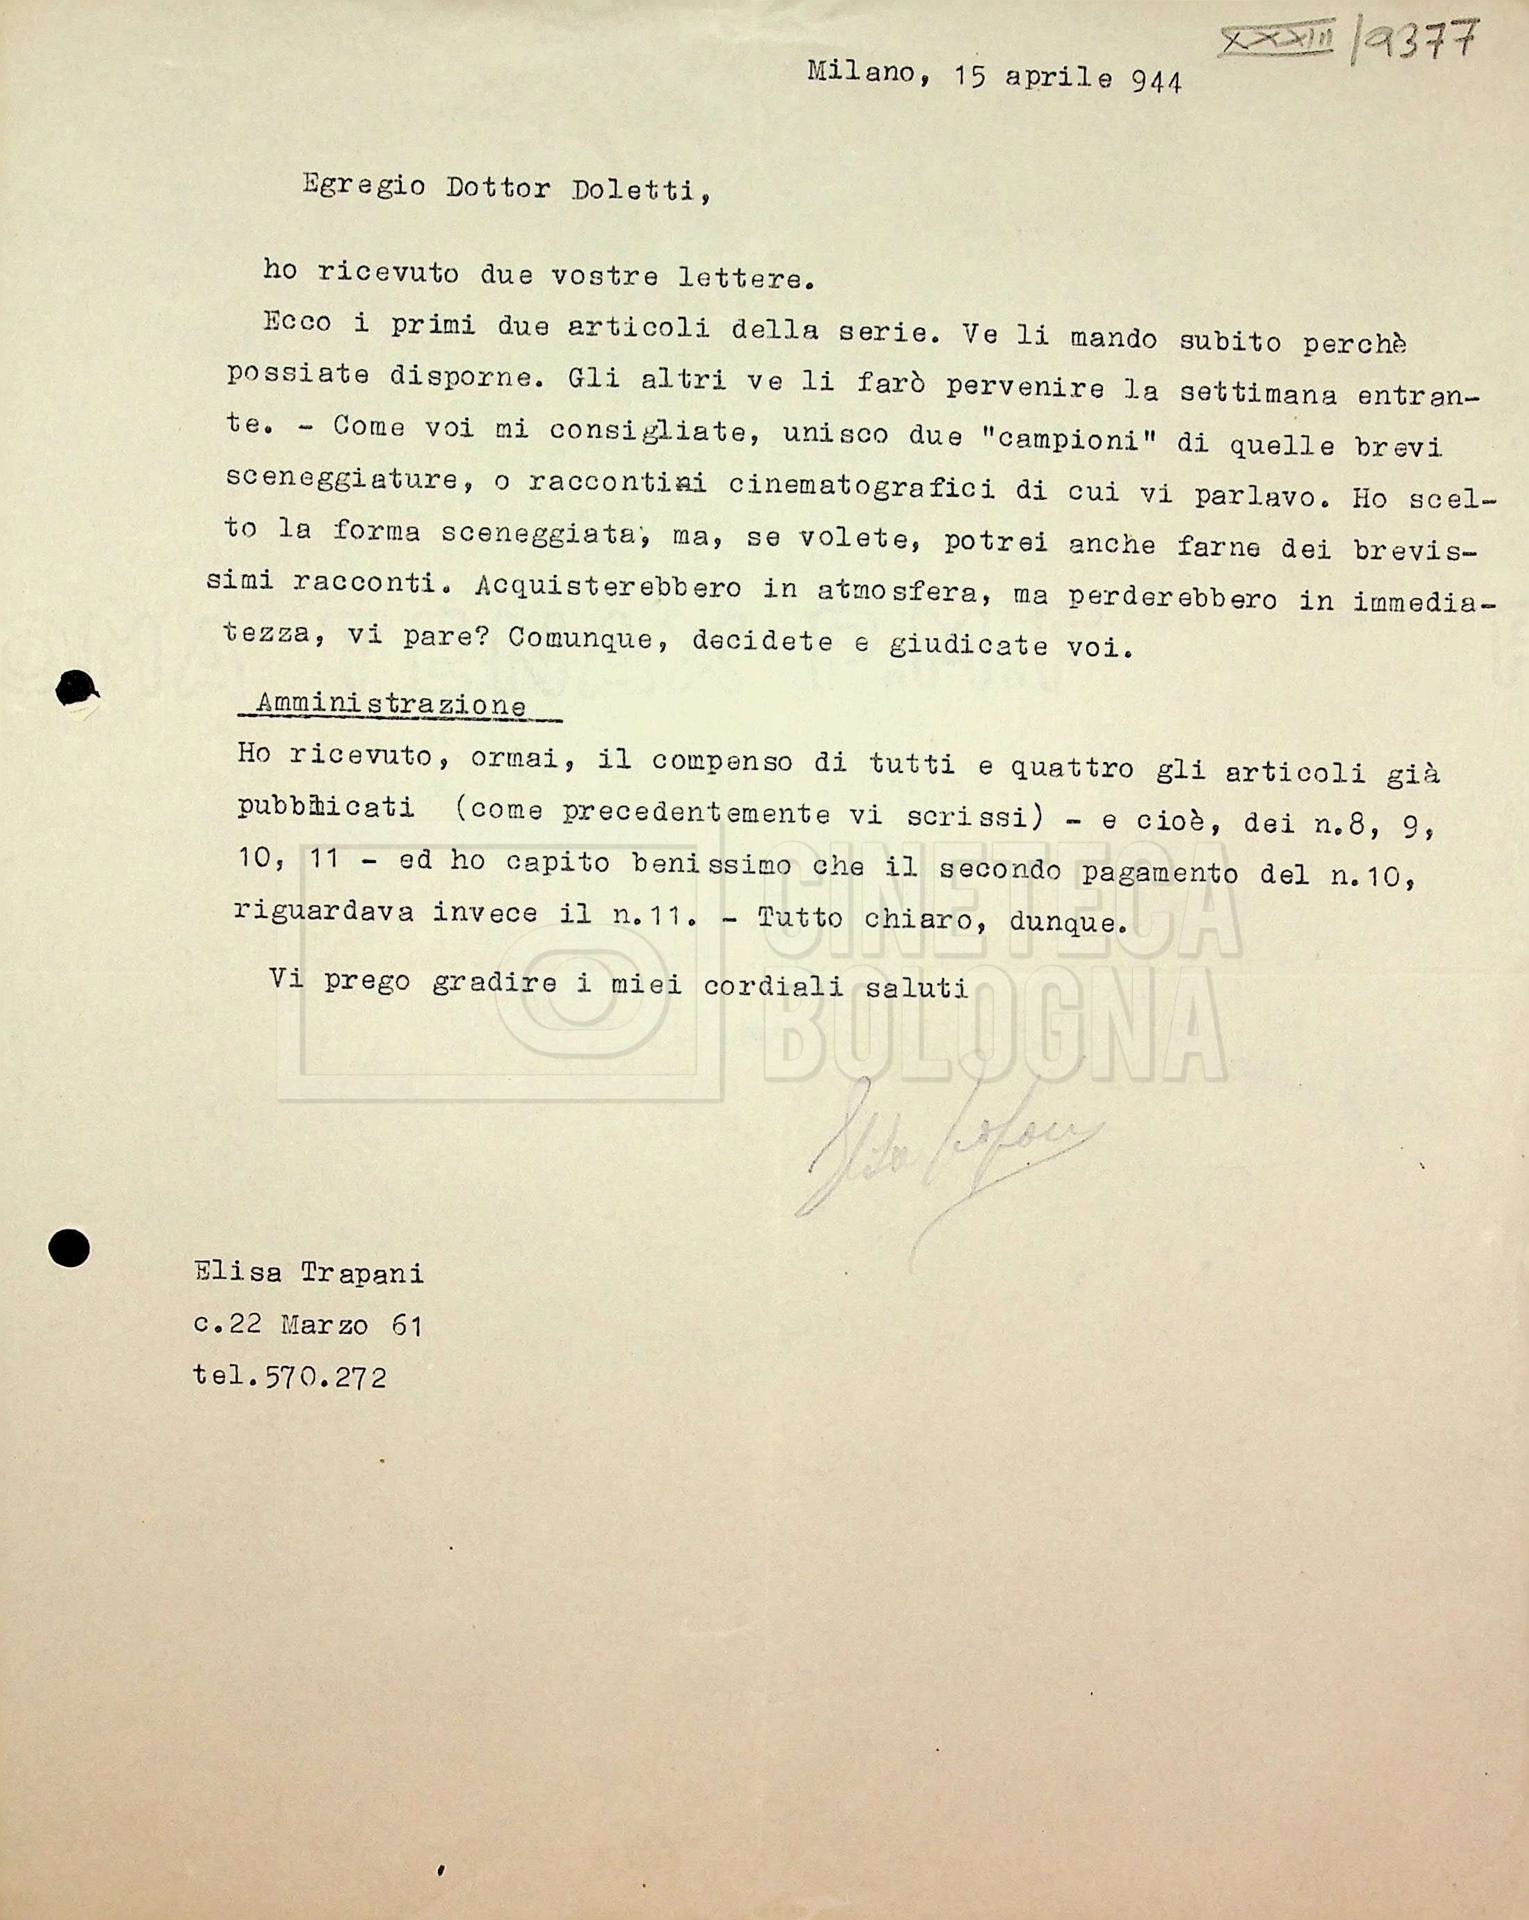 XXXIII/9377
Milano, 15 aprile 944
Egregio Dottor Doletti,
ho ricevuto due vostre lettere.
Ecco i primi due articoli della serie. Ve li mando subito perchè
possiate disporne. Gli altri ve li farò pervenire la settimana entran-
te. - Come voi mi consigliate, unisco due "campioni" di quelle brevi
sceneggiature, o raccontini cinematografici di cui vi parlavo. Ho scel-
to la forma sceneggiata, ma, se volete, potrei anche farne dei brevis-
simi racconti. Acquisterebbero in atmosfera, ma perderebbero in immedia-
tezza, vi pare? Comunque, decidete e giudicate voi.
Amministrazione
Ho ricevuto, ormai, il compenso di tutti e quattro gli articoli già
pubblicati (come precedentemente vi scrissi) - e cioè, dei n.8, 9,
10, 11 - ed ho capito benissimo che il secondo pagamento del n.10,
riguardava invece il n.11. - Tutto chiaro, dunque.
Vi prego gradire i miei cordiali saluti
CINETECA
BOLOGNA
Elisa Trapani
c.22 Marzo 61
tel.570.272